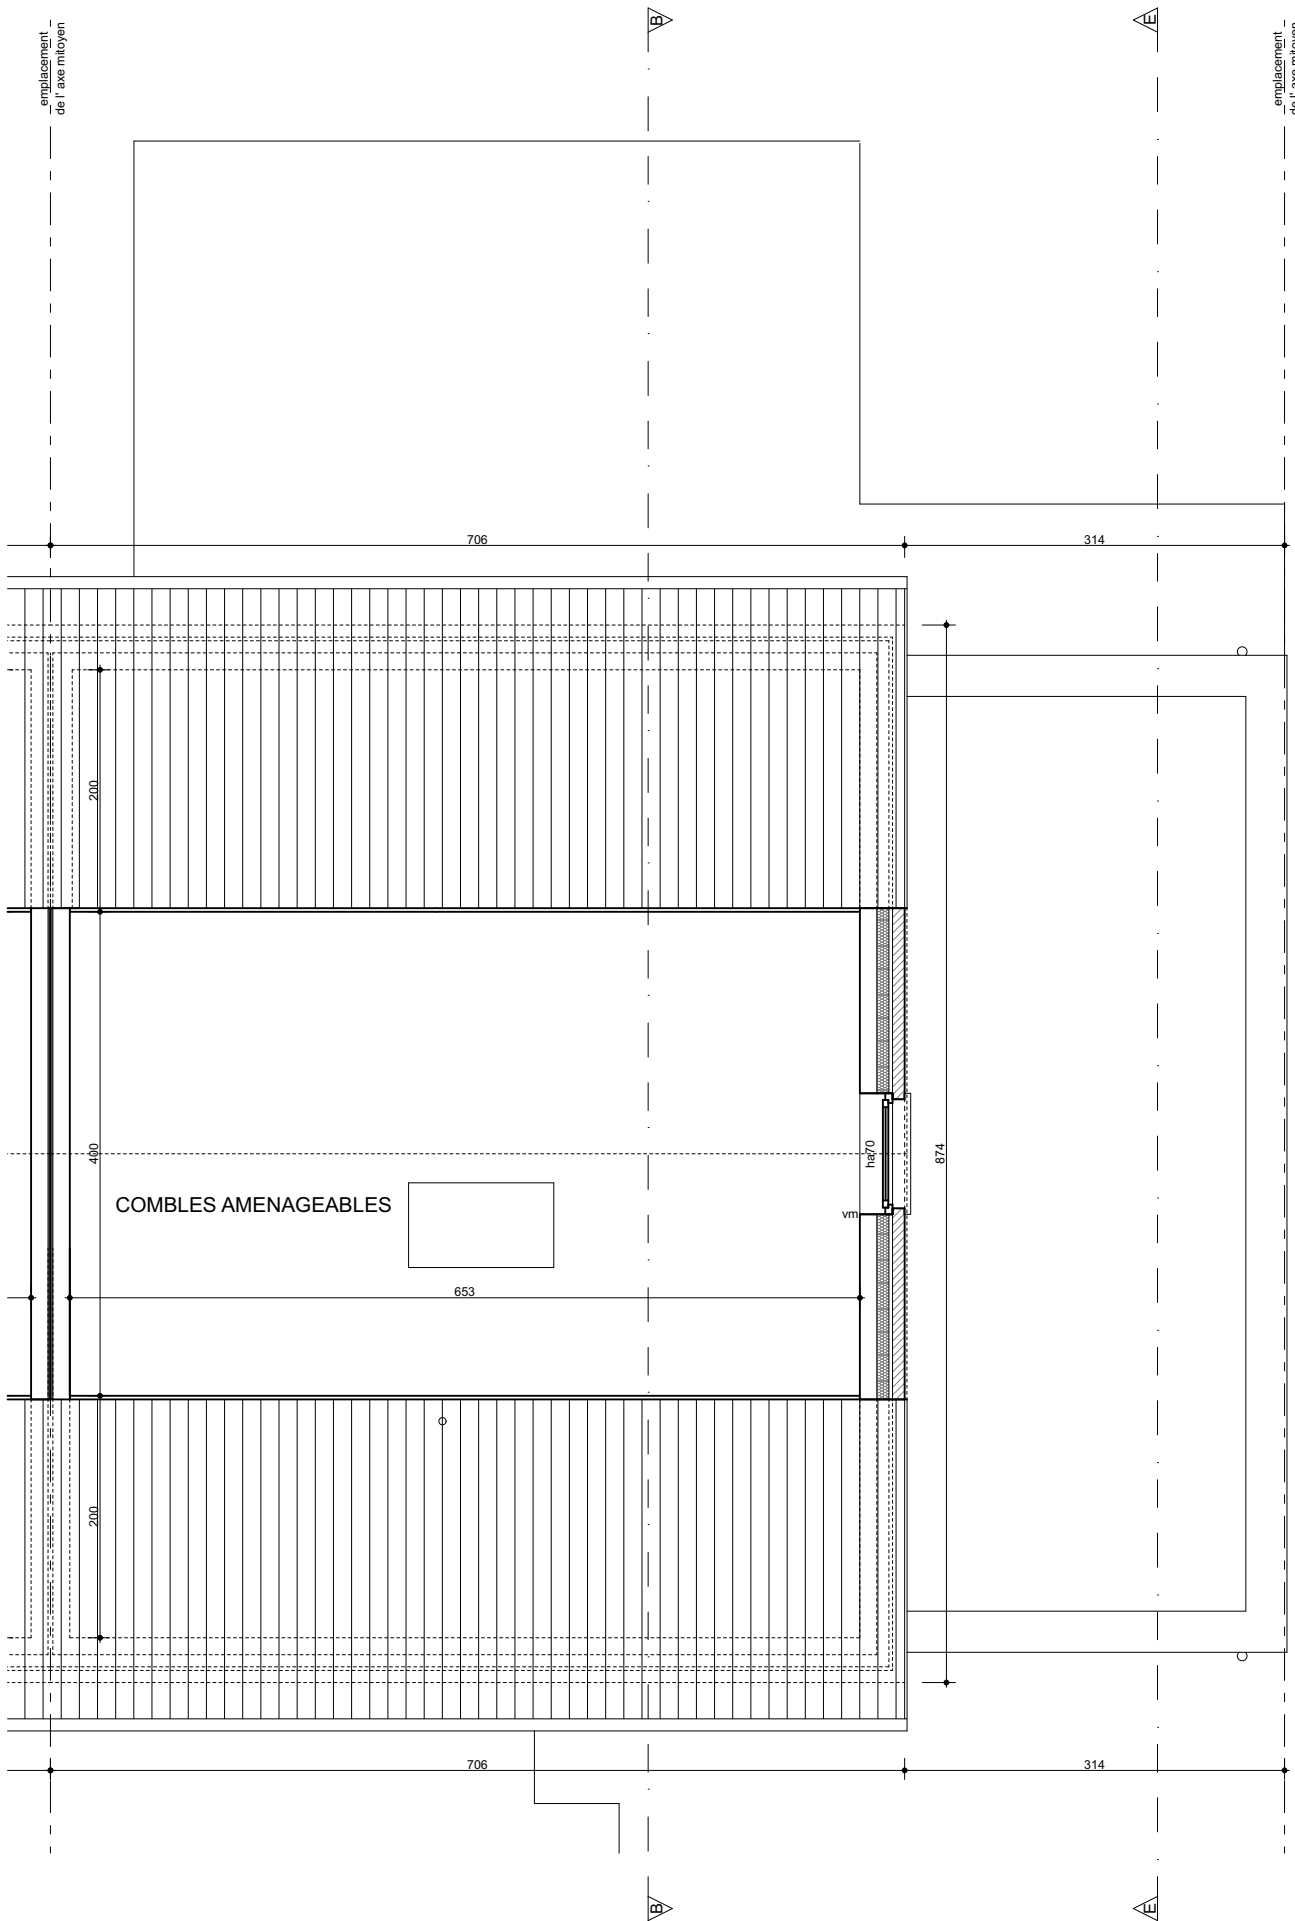 B
E
emplacement
de l' axe mitoyen
emplacement
de l' axe mitoyen
706
314
200
400
874
ha70
COMBLES AMENAGEABLES
vm
653
200
706
314
B
E